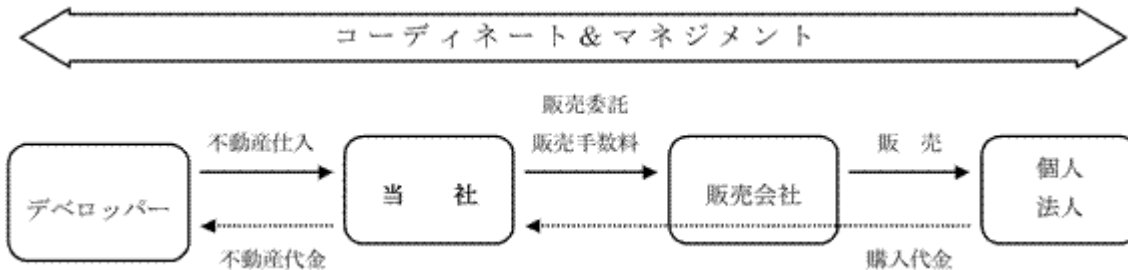 コーディネート&マネジメント
販売委託
不動産仕入
販売手数料
販 売
デベロッパー
当 社
販売会社
個人
法人
不動産代金
購入代金